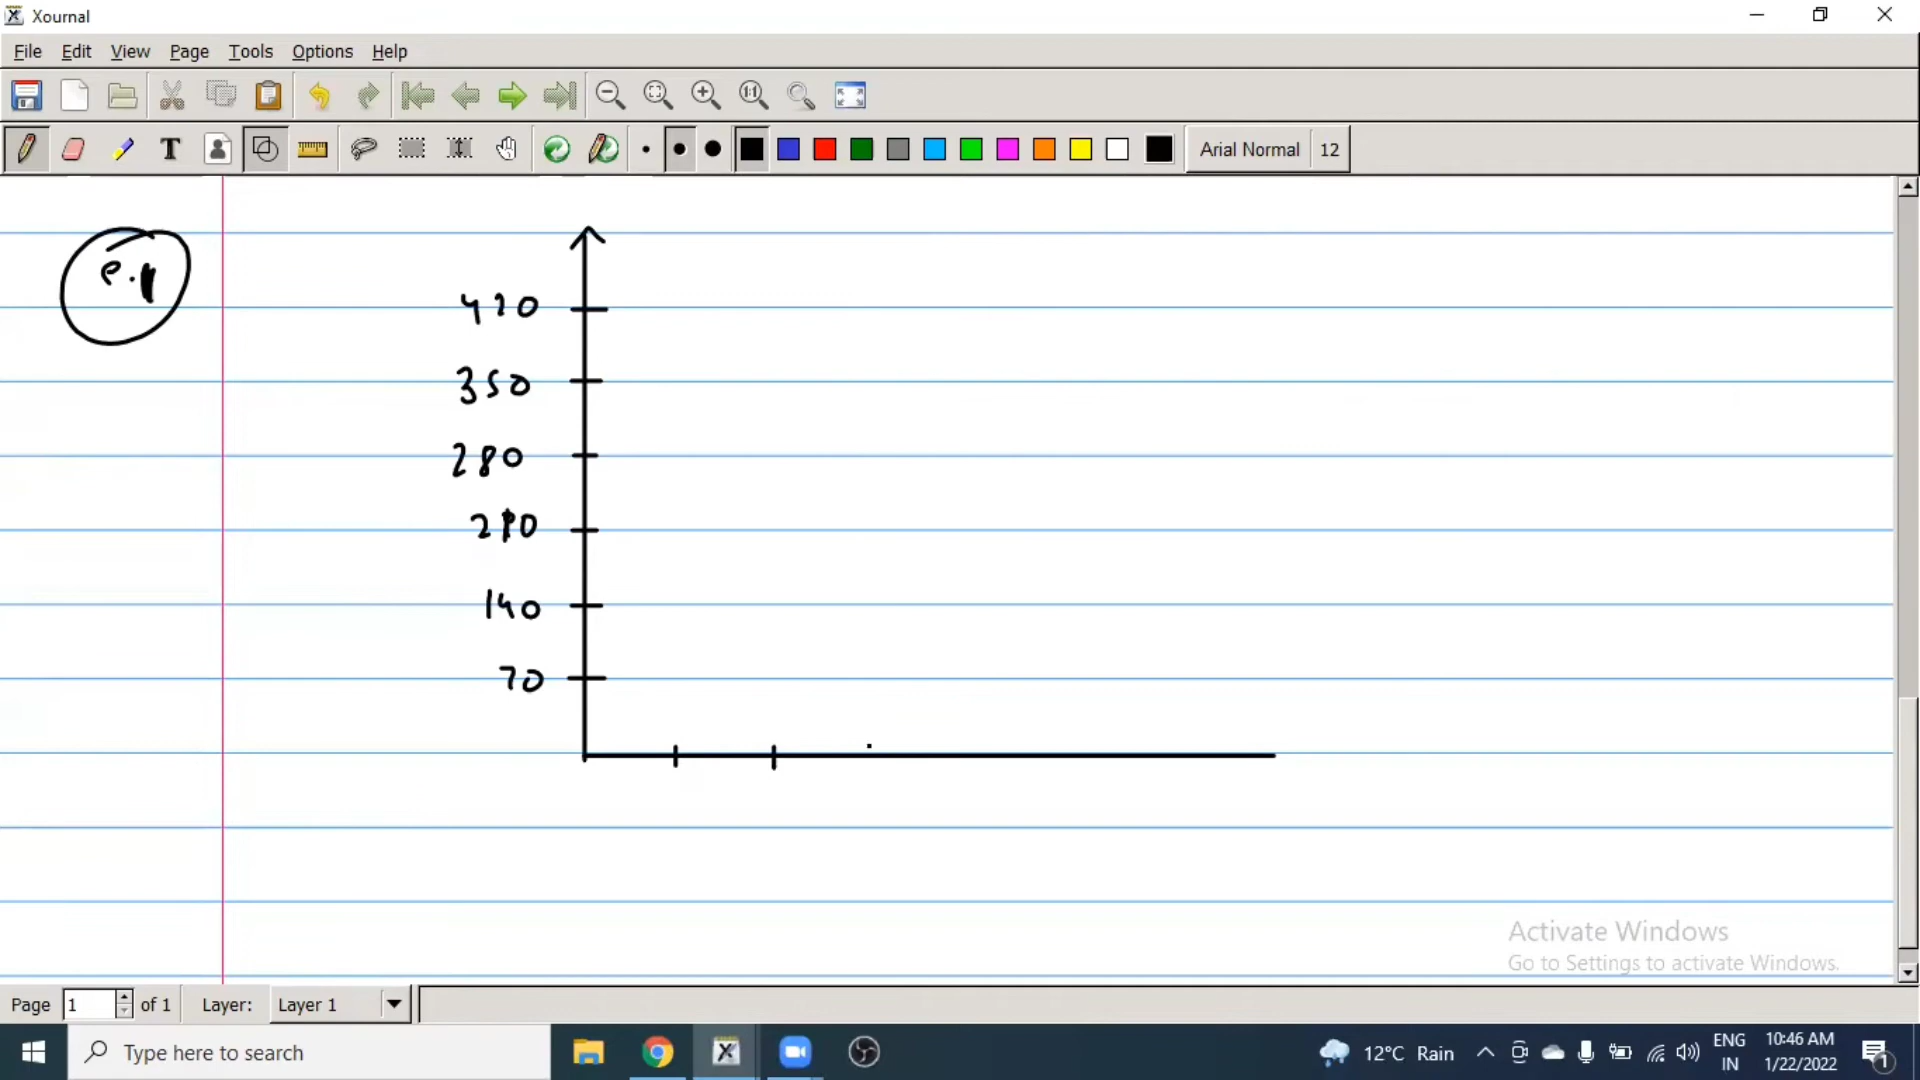 Xournal
File Edit View Page Tools Options Help
T Arial Normal 12
e.g
420
350
280
210
140
70
Activate Windows
Go to Settings to activate Windows.
Page 1 of 1 Layer: Layer 1
Type here to search
12°C Rain
ENG
IN
10:46 AM
1/22/2022
1